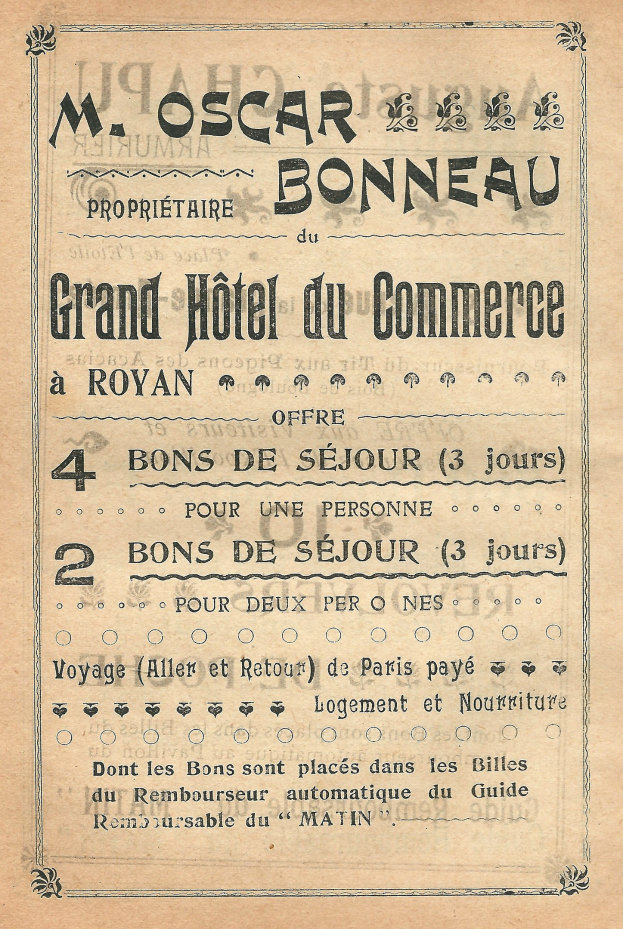 M. OSCAR
BONNEAU
PROPRIÉTAIRE
du
Grand Hôtel du Commerce
à ROYAN
OFFRE
4 BONS DE SÉJOUR (3 jours)
POUR UNE PERSONNE
2 BONS DE SÉJOUR (3 jours)
POUR DEUX PER O NES
Voyage (Aller et Retour) de Paris payé
Logement et Nourriture
Dont les Bons sont placés dans les Billes
du Rembourseur automatique du Guide
Remboursable du “ MATIN ”.